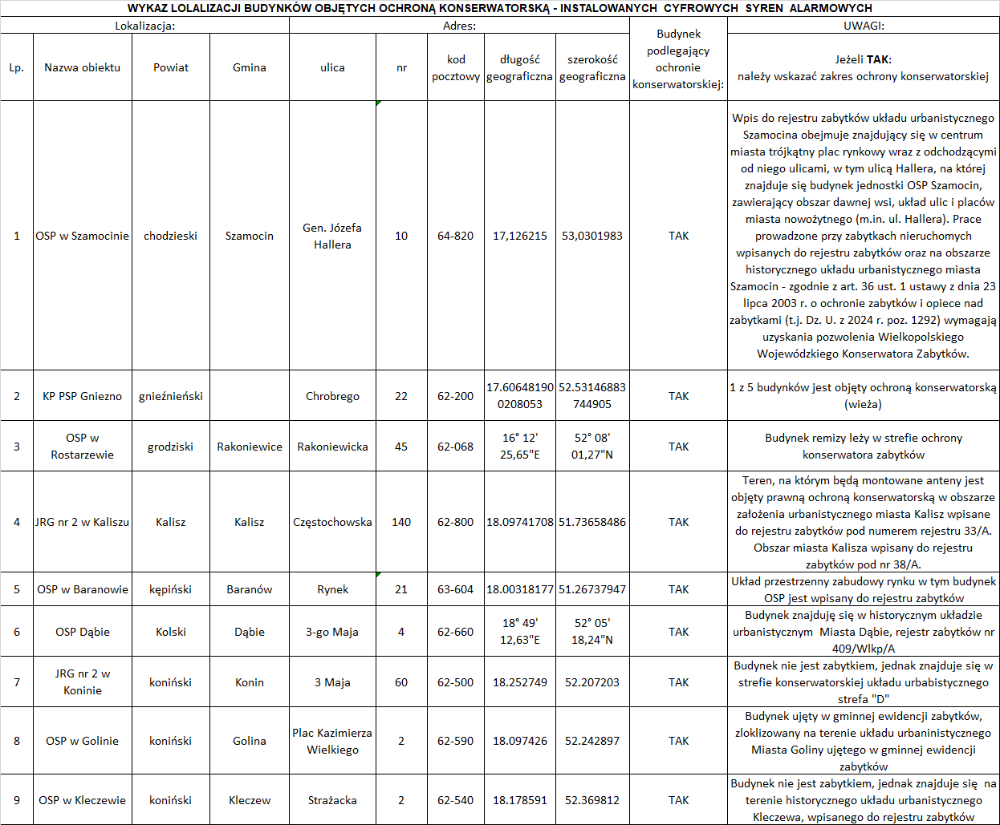 WYKAZ LOLALIZACJI BUDYNKÓW OBJĘTYCH OCHRONĄ KONSERWATORSKĄ - INSTALOWANYCH CYFROWYCH SYREN ALARMOWYCH
Lokalizacja:
Adres:
Budynek
podlegający
ochronie
konserwatorskiej:
UWAGI:
Lp.
Nazwa obiektu
Powiat
Gmina
ulica
nr
kod
pocztowy
długość
geograficzna
szerokość
geograficzna
Jeżeli TAK:
należy wskazać zakres ochrony konserwatorskiej
1
OSP w Szamocinie
chodzieski
Szamocin
Gen. Józefa
Hallera
10
64-820
17,126215
53,0301983
TAK
Wpis do rejestru zabytków układu urbanistycznego
Szamocina obejmuje znajdujący się w centrum
miasta trójkątny plac rynkowy wraz z odchodzącymi
od niego ulicami, w tym ulicą Hallera, na której
znajduje się budynek jednostki OSP Szamocin,
zawierający obszar dawnej wsi, układ ulic i placów
miasta nowożytnego (m.in. ul. Hallera). Prace
prowadzone przy zabytkach nieruchomych
wpisanych do rejestru zabytków oraz na obszarze
historycznego układu urbanistycznego miasta
Szamocin - zgodnie z art. 36 ust. 1 ustawy z dnia 23
lipca 2003 r. o ochronie zabytków i opiece nad
zabytkami (t.j. Dz. U. z 2024 r. poz. 1292) wymagają
uzyskania pozwolenia Wielkopolskiego
Wojewódzkiego Konserwatora Zabytków.
2
KP PSP Gniezno
gnieźnieński
Chrobrego
22
62-200
17.60648190
0208053
52.53146883
744905
TAK
1 z 5 budynków jest objęty ochroną konserwatorską
(wieża)
3
OSP w
Rostarzewie
grodziski
Rakoniewice
Rakoniewicka
45
62-068
16° 12'
25,65"E
52° 08'
01,27"N
TAK
Budynek remizy leży w strefie ochrony
konserwatora zabytków
4
JRG nr 2 w Kaliszu
Kalisz
Kalisz
Częstochowska
140
62-800
18.09741708
51.73658486
TAK
Teren, na którym będą montowane anteny jest
objęty prawną ochroną konserwatorską w obszarze
założenia urbanistycznego miasta Kalisz wpisane
do rejestru zabytków pod numerem rejestru 33/A.
Obszar miasta Kalisza wpisany do rejestru
zabytków pod nr 38/A.
5
OSP w Baranowie
kępiński
Baranów
Rynek
21
63-604
18.00318177
51.26737947
TAK
Układ przestrzenny zabudowy rynku w tym budynek
OSP jest wpisany do rejestru zabytków
6
OSP Dąbie
Kolski
Dąbie
3-go Maja
4
62-660
18° 49'
12,63"E
52° 05'
18,24"N
TAK
Budynek znajduję się w historycznym układzie
urbanistycznym Miasta Dąbie, rejestr zabytków nr
409/Wlkp/A
7
JRG nr 2 w
Koninie
koniński
Konin
3 Maja
60
62-500
18.252749
52.207203
TAK
Budynek nie jest zabytkiem, jednak znajduje się w
strefie konserwatorskiej układu urbabistycznego
strefa "D"
8
OSP w Golinie
koniński
Golina
Plac Kazimierza
Wielkiego
2
62-590
18.097426
52.242897
TAK
Budynek ujęty w gminnej ewidencji zabytków,
zloklizowany na terenie układu urbaninistycznego
Miasta Goliny ujętego w gminnej ewidencji
zabytków
9
OSP w Kleczewie
koniński
Kleczew
Strażacka
2
62-540
18.178591
52.369812
TAK
Budynek nie jest zabytkiem, jednak znajduje się na
terenie historycznego układu urbanistycznego
Kleczewa, wpisanego do rejestru zabytków